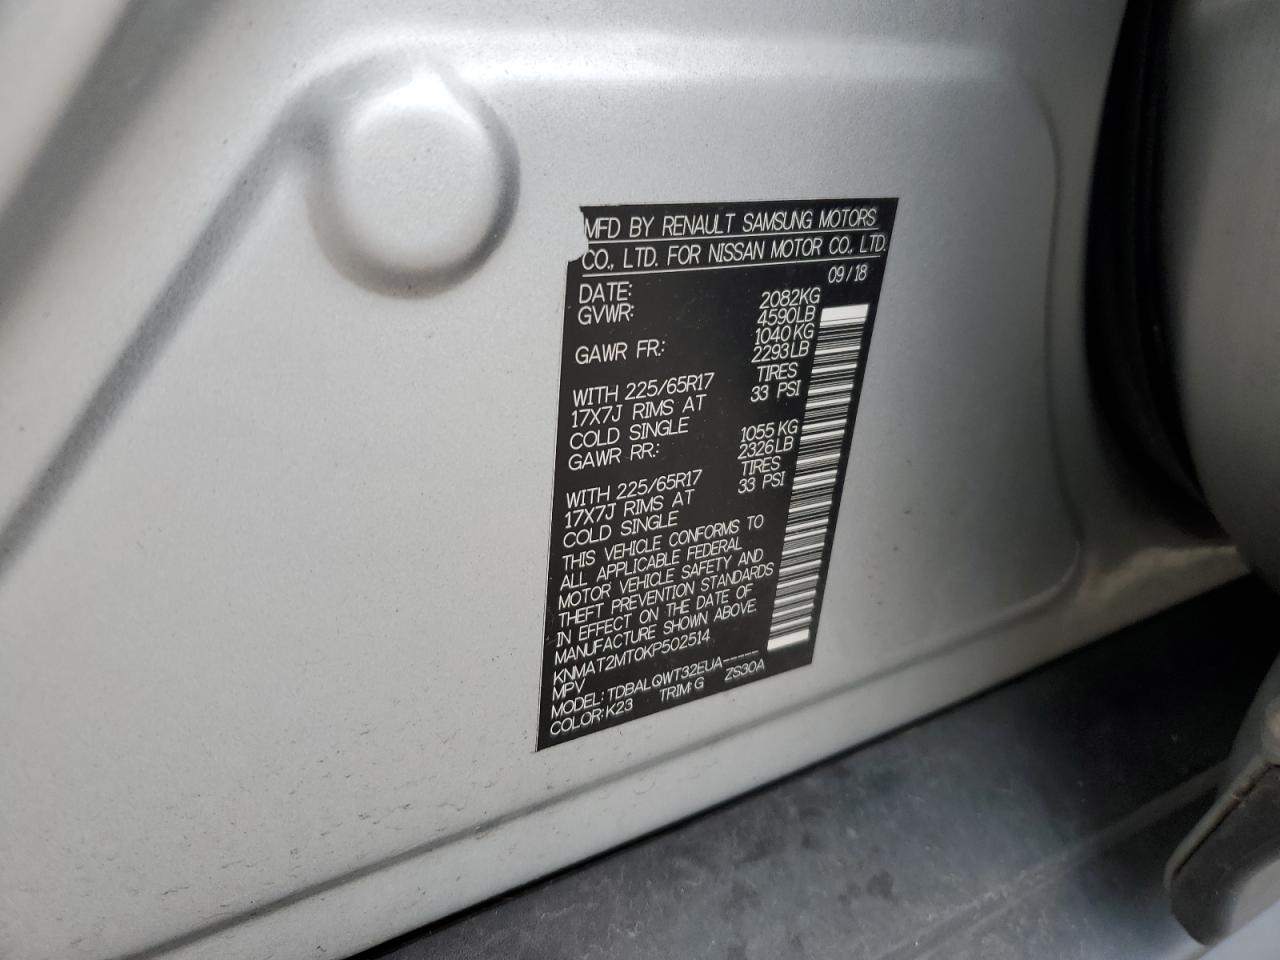 MFD BY RENAULT SAMSUNG MOTORS
CO., LTD. FOR NISSAN MOTOR CO., LTD.
DATE: 09/18
GVWR: 2082KG
4590LB
GAWR FR.: 1040KG
2293LB
WITH 225/65R17 TIRES
17X7J RIMS AT 33 PSI
COLD SINGLE
GAWR RR.: 1055KG
2326LB
WITH 225/65R17 TIRES
17X7J RIMS AT 33 PSI
COLD SINGLE
THIS VEHICLE CONFORMS TO
ALL APPLICABLE FEDERAL
MOTOR VEHICLE SAFETY AND
THEFT PREVENTION STANDARDS
IN EFFECT ON THE DATE OF
MANUFACTURE SHOWN ABOVE.
KNMAT2MT0KP502514
MPV
MODEL: TDBALQWT32EUA-----
COLOR: K23 TRIM: G ZS30A